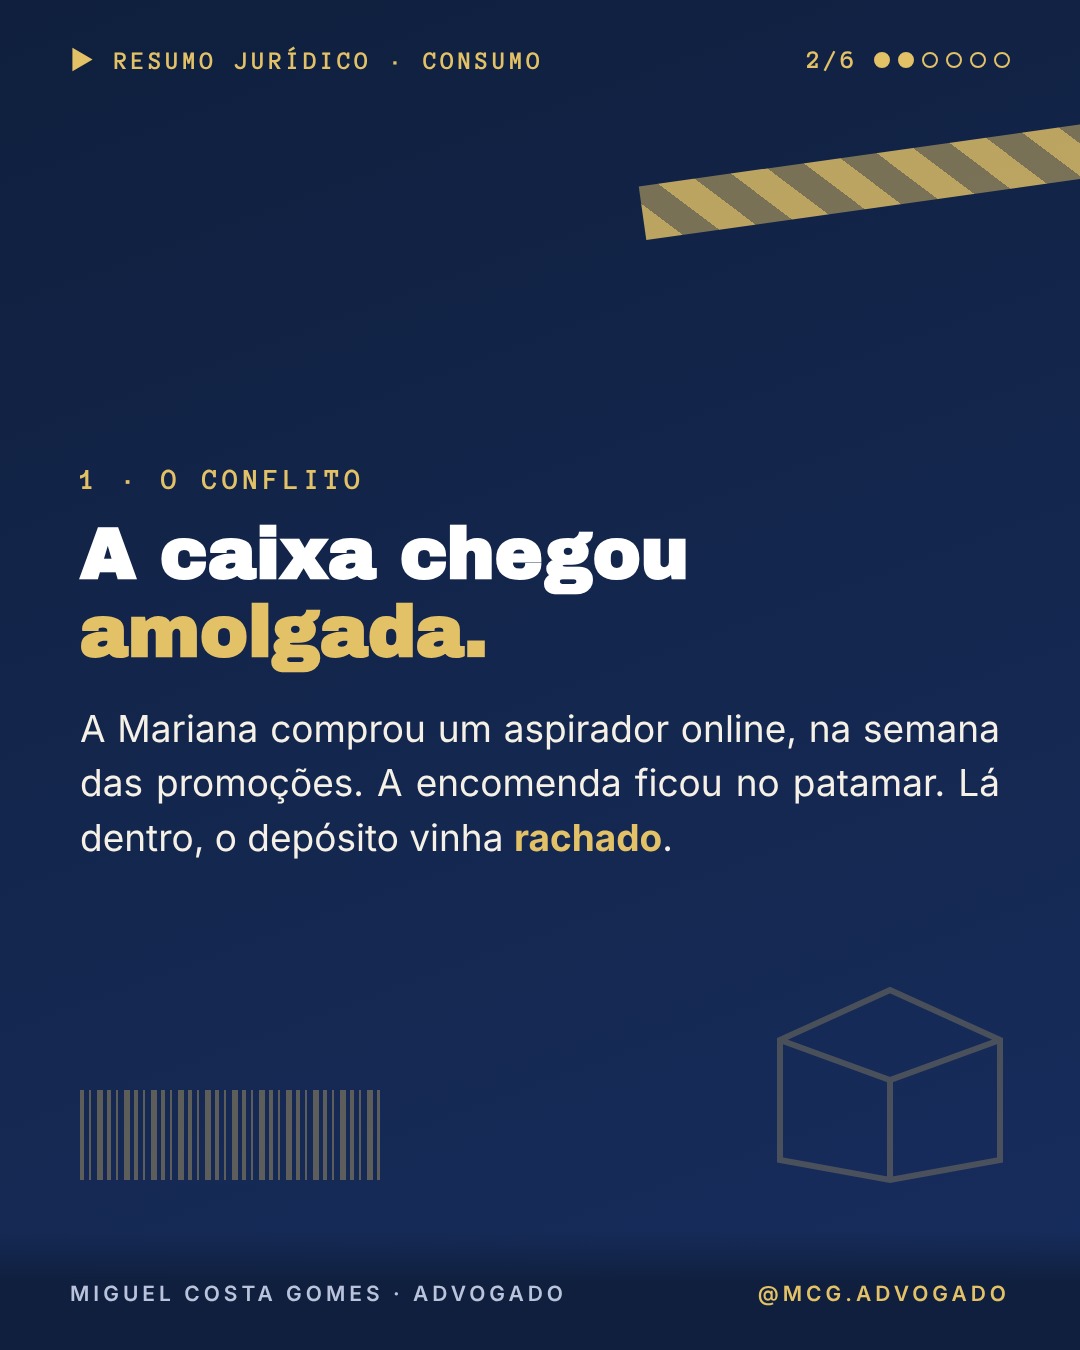 ▶ RESUMO JURÍDICO · CONSUMO
2/6
1 · O CONFLITO
A caixa chegou
amolgada.
A Mariana comprou um aspirador online, na semana
das promoções. A encomenda ficou no patamar. Lá
dentro, o depósito vinha rachado.
MIGUEL COSTA GOMES · ADVOGADO
@MCG.ADVOGADO